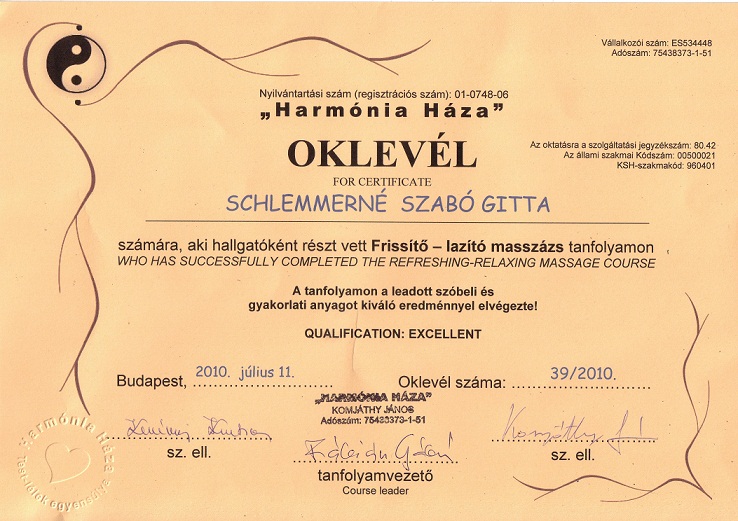 Vállalkozói szám: ES534448
Adószám: 75438373-1-51
Nyilvántartási szám (regisztrációs szám): 01-0748-06
„Harmónia Háza”
OKLEVÉL
Az oktatásra a szolgáltatási jegyzékszám: 80.42
Az állami szakmai Kódszám: 00500021
KSH-szakmakód: 960401
FOR CERTIFICATE
SCHLEMMERNÉ SZABÓ GITTA
számára, aki hallgatóként részt vett Frissítő – lazító masszázs tanfolyamon
WHO HAS SUCCESSFULLY COMPLETED THE REFRESHING-RELAXING MASSAGE COURSE
A tanfolyamon a leadott szóbeli és
gyakorlati anyagot kiváló eredménnyel elvégezte!
QUALIFICATION: EXCELLENT
Budapest, 2010. július 11. Oklevél száma: 39/2010.
„HARMÓNIA HÁZA”
KOMJÁTHY JÁNOS
Adószám: 75438373-1-51
sz. ell.
sz. ell.
tanfolyamvezető
Course leader
Harmónia Háza
Test-lélek egyensúlya